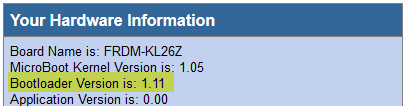 Your Hardware Information
Board Name is: FRDM-KL26Z
MicroBoot Kernel Version is: 1.05
Bootloader Version is: 1.11
Application Version is: 0.00